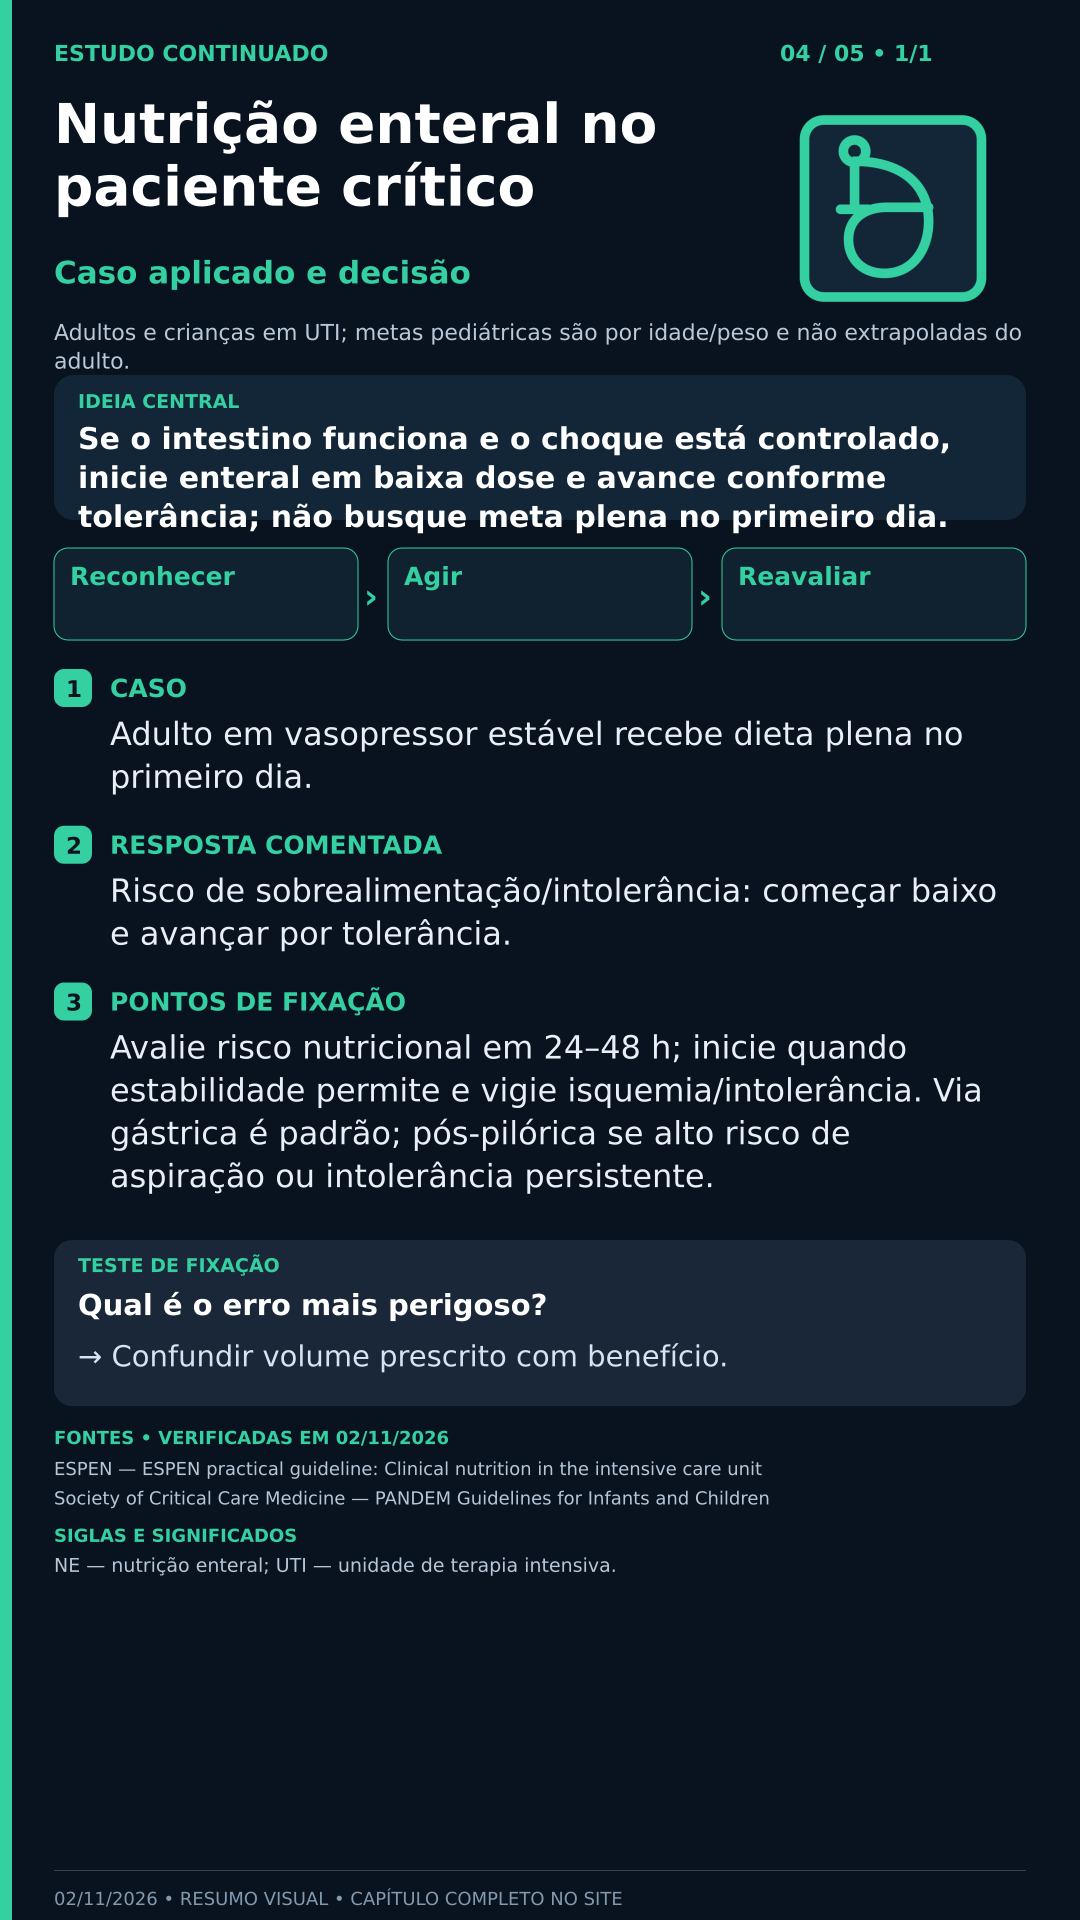 ESTUDO CONTINUADO
04 / 05 • 1/1
Nutrição enteral no
paciente crítico
Caso aplicado e decisão
Adultos e crianças em UTI; metas pediátricas são por idade/peso e não extrapoladas do
adulto.
IDEIA CENTRAL
Se o intestino funciona e o choque está controlado,
inicie enteral em baixa dose e avance conforme
tolerância; não busque meta plena no primeiro dia.
Reconhecer
›
Agir
›
Reavaliar
1 CASO
Adulto em vasopressor estável recebe dieta plena no
primeiro dia.
2 RESPOSTA COMENTADA
Risco de sobrealimentação/intolerância: começar baixo
e avançar por tolerância.
3 PONTOS DE FIXAÇÃO
Avalie risco nutricional em 24–48 h; inicie quando
estabilidade permite e vigie isquemia/intolerância. Via
gástrica é padrão; pós-pilórica se alto risco de
aspiração ou intolerância persistente.
TESTE DE FIXAÇÃO
Qual é o erro mais perigoso?
→ Confundir volume prescrito com benefício.
FONTES • VERIFICADAS EM 02/11/2026
ESPEN — ESPEN practical guideline: Clinical nutrition in the intensive care unit
Society of Critical Care Medicine — PANDEM Guidelines for Infants and Children
SIGLAS E SIGNIFICADOS
NE — nutrição enteral; UTI — unidade de terapia intensiva.
02/11/2026 • RESUMO VISUAL • CAPÍTULO COMPLETO NO SITE